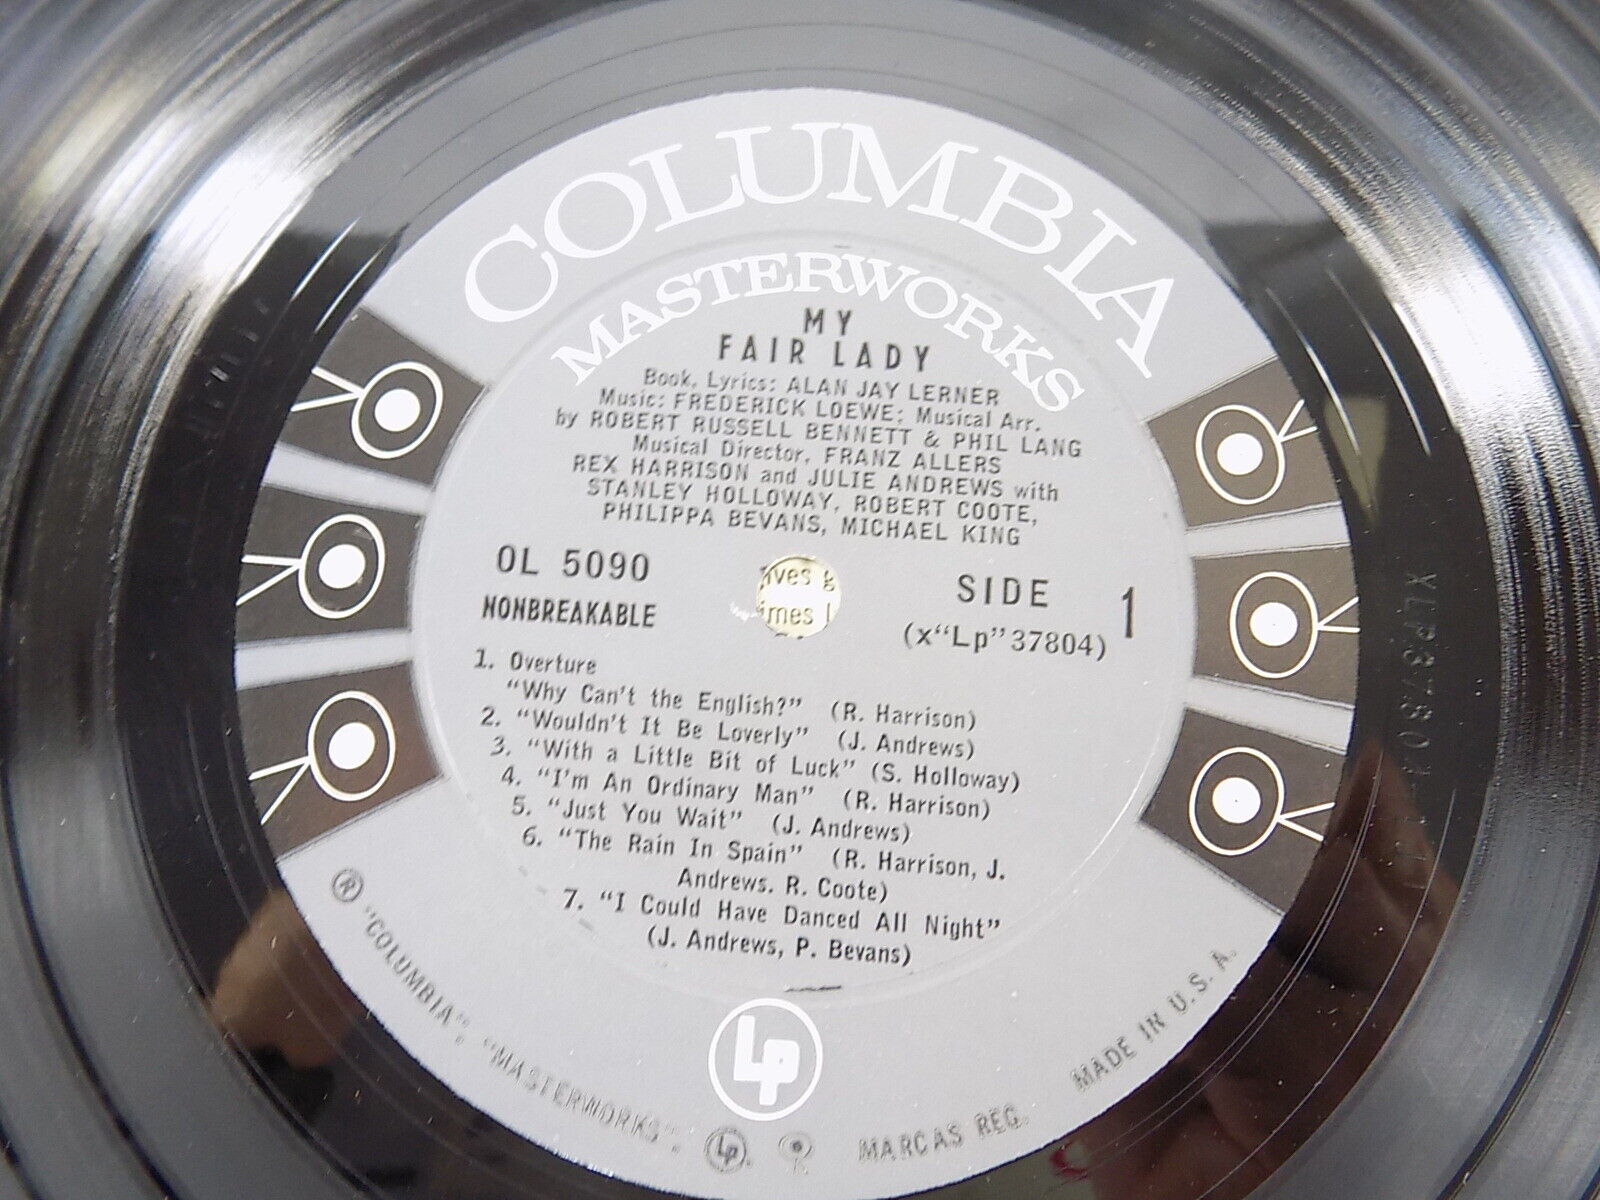 COLUMBIA
MASTERWORKS
MY
FAIR LADY
Book, Lyrics: ALAN JAY LERNER
Music: FREDERICK LOEWE; Musical Arr.
by ROBERT RUSSELL BENNETT & PHIL LANG
Musical Director, FRANZ ALLERS
REX HARRISON and JULIE ANDREWS with
STANLEY HOLLOWAY, ROBERT COOTE,
PHILIPPA BEVANS, MICHAEL KING
OL 5090
NONBREAKABLE
SIDE 1
(x"Lp"37804)
1. Overture
"Why Can't the English?" (R. Harrison)
2. "Wouldn't It Be Loverly" (J. Andrews)
3. "With a Little Bit of Luck" (S. Holloway)
4. "I'm An Ordinary Man" (R. Harrison)
5. "Just You Wait" (J. Andrews)
6. "The Rain In Spain" (R. Harrison, J.
Andrews. R. Coote)
7. "I Could Have Danced All Night"
(J. Andrews, P. Bevans)
Lp
® "COLUMBIA", "MASTERWORKS", Lp MARCAS REG. MADE IN U.S.A.